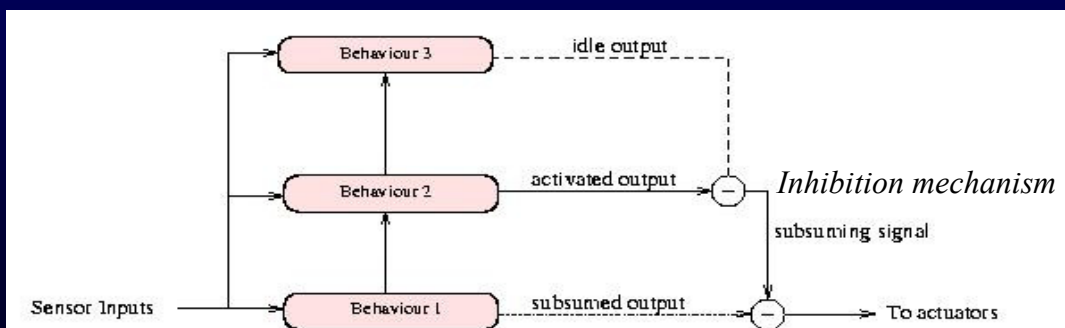 Behaviour 3
idle output
Behaviour 2
activated output
Inhibition mechanism
subsuming signal
Sensor Inputs
Behaviour 1
subsumed output
To actuators